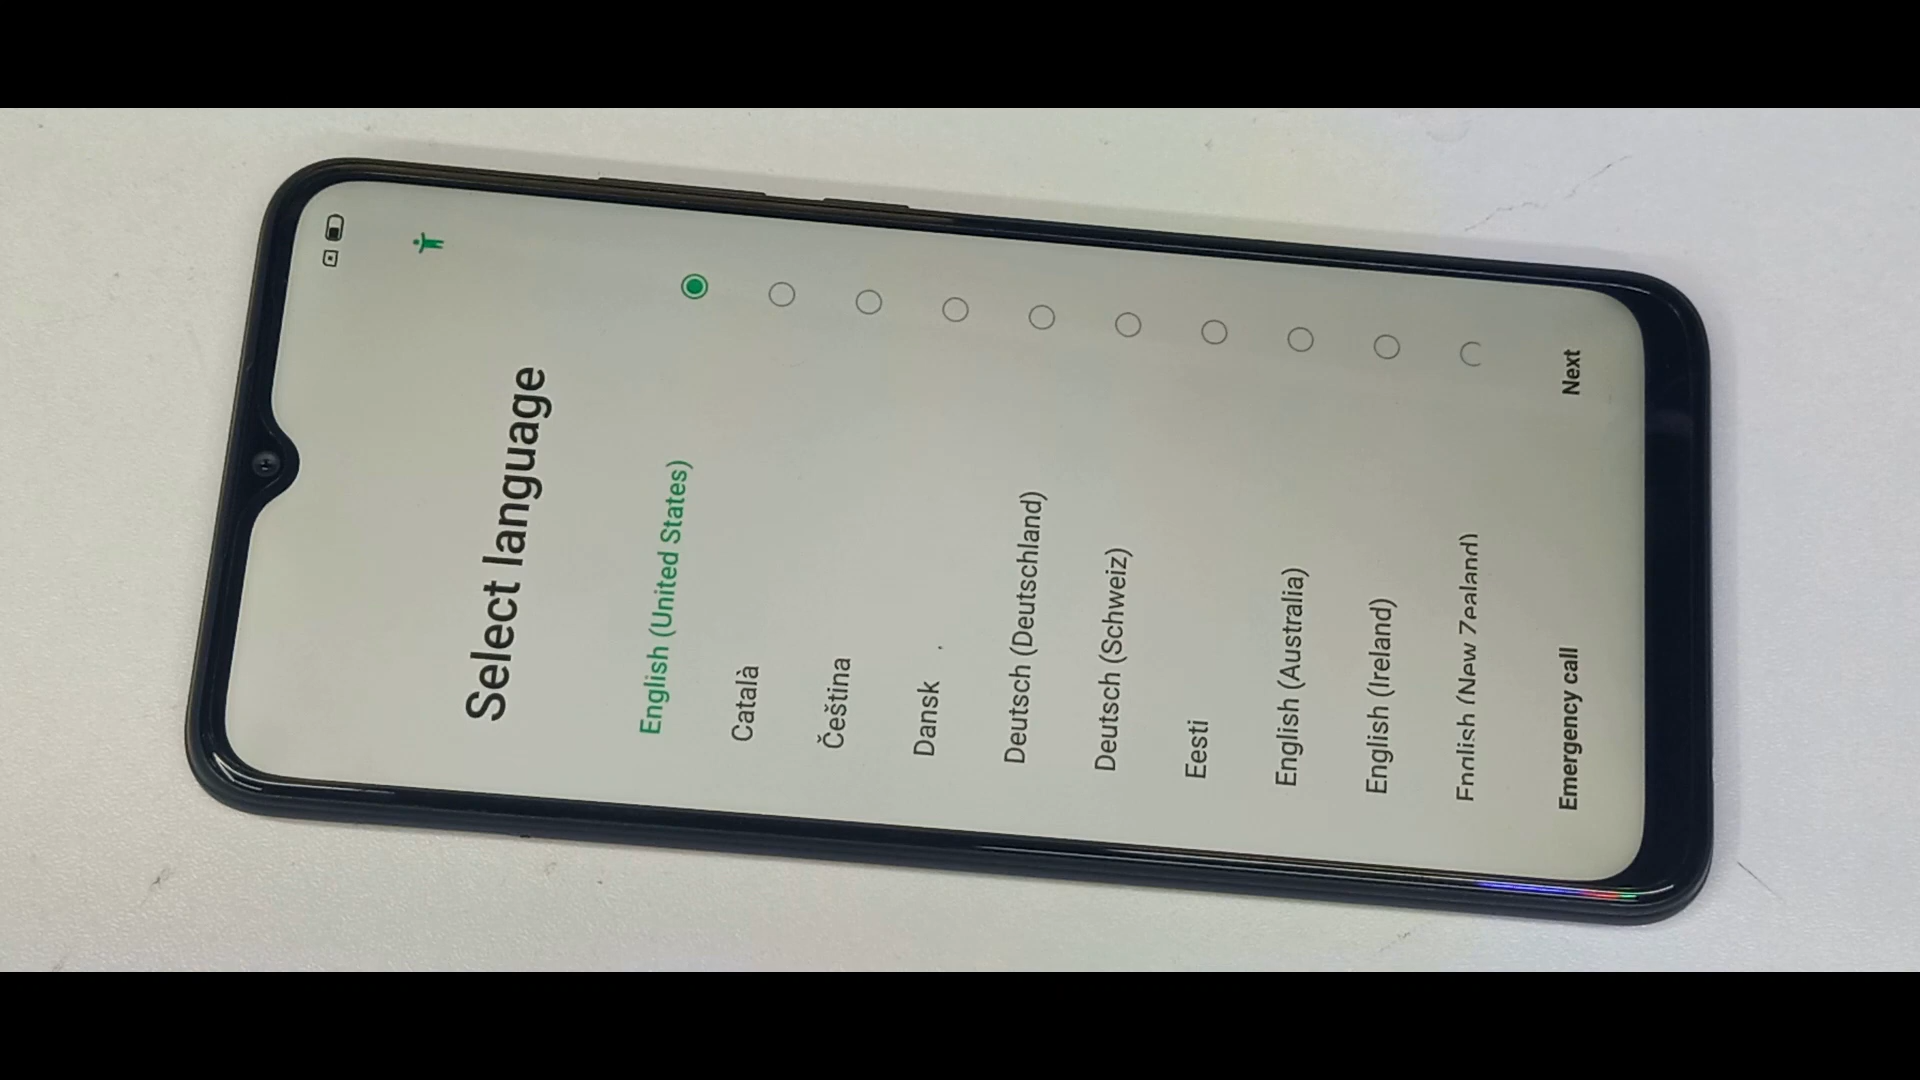 Select language
English (United States)
Català
Čeština
Dansk
Deutsch (Deutschland)
Deutsch (Schweiz)
Eesti
English (Australia)
English (Ireland)
English (New Zealand)
Emergency call
Next